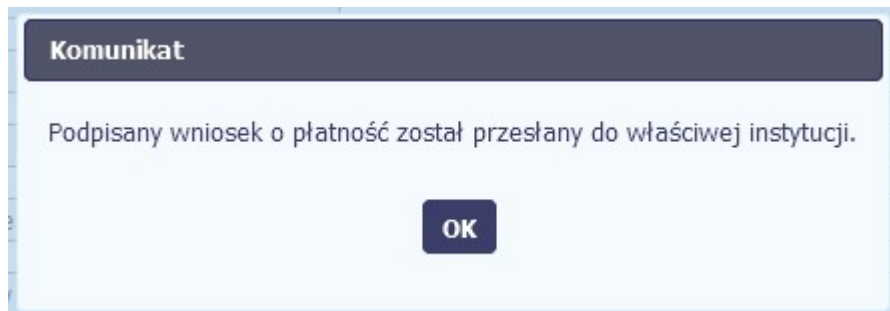 Komunikat
Podpisany wniosek o płatność został przesłany do właściwej instytucji.
OK